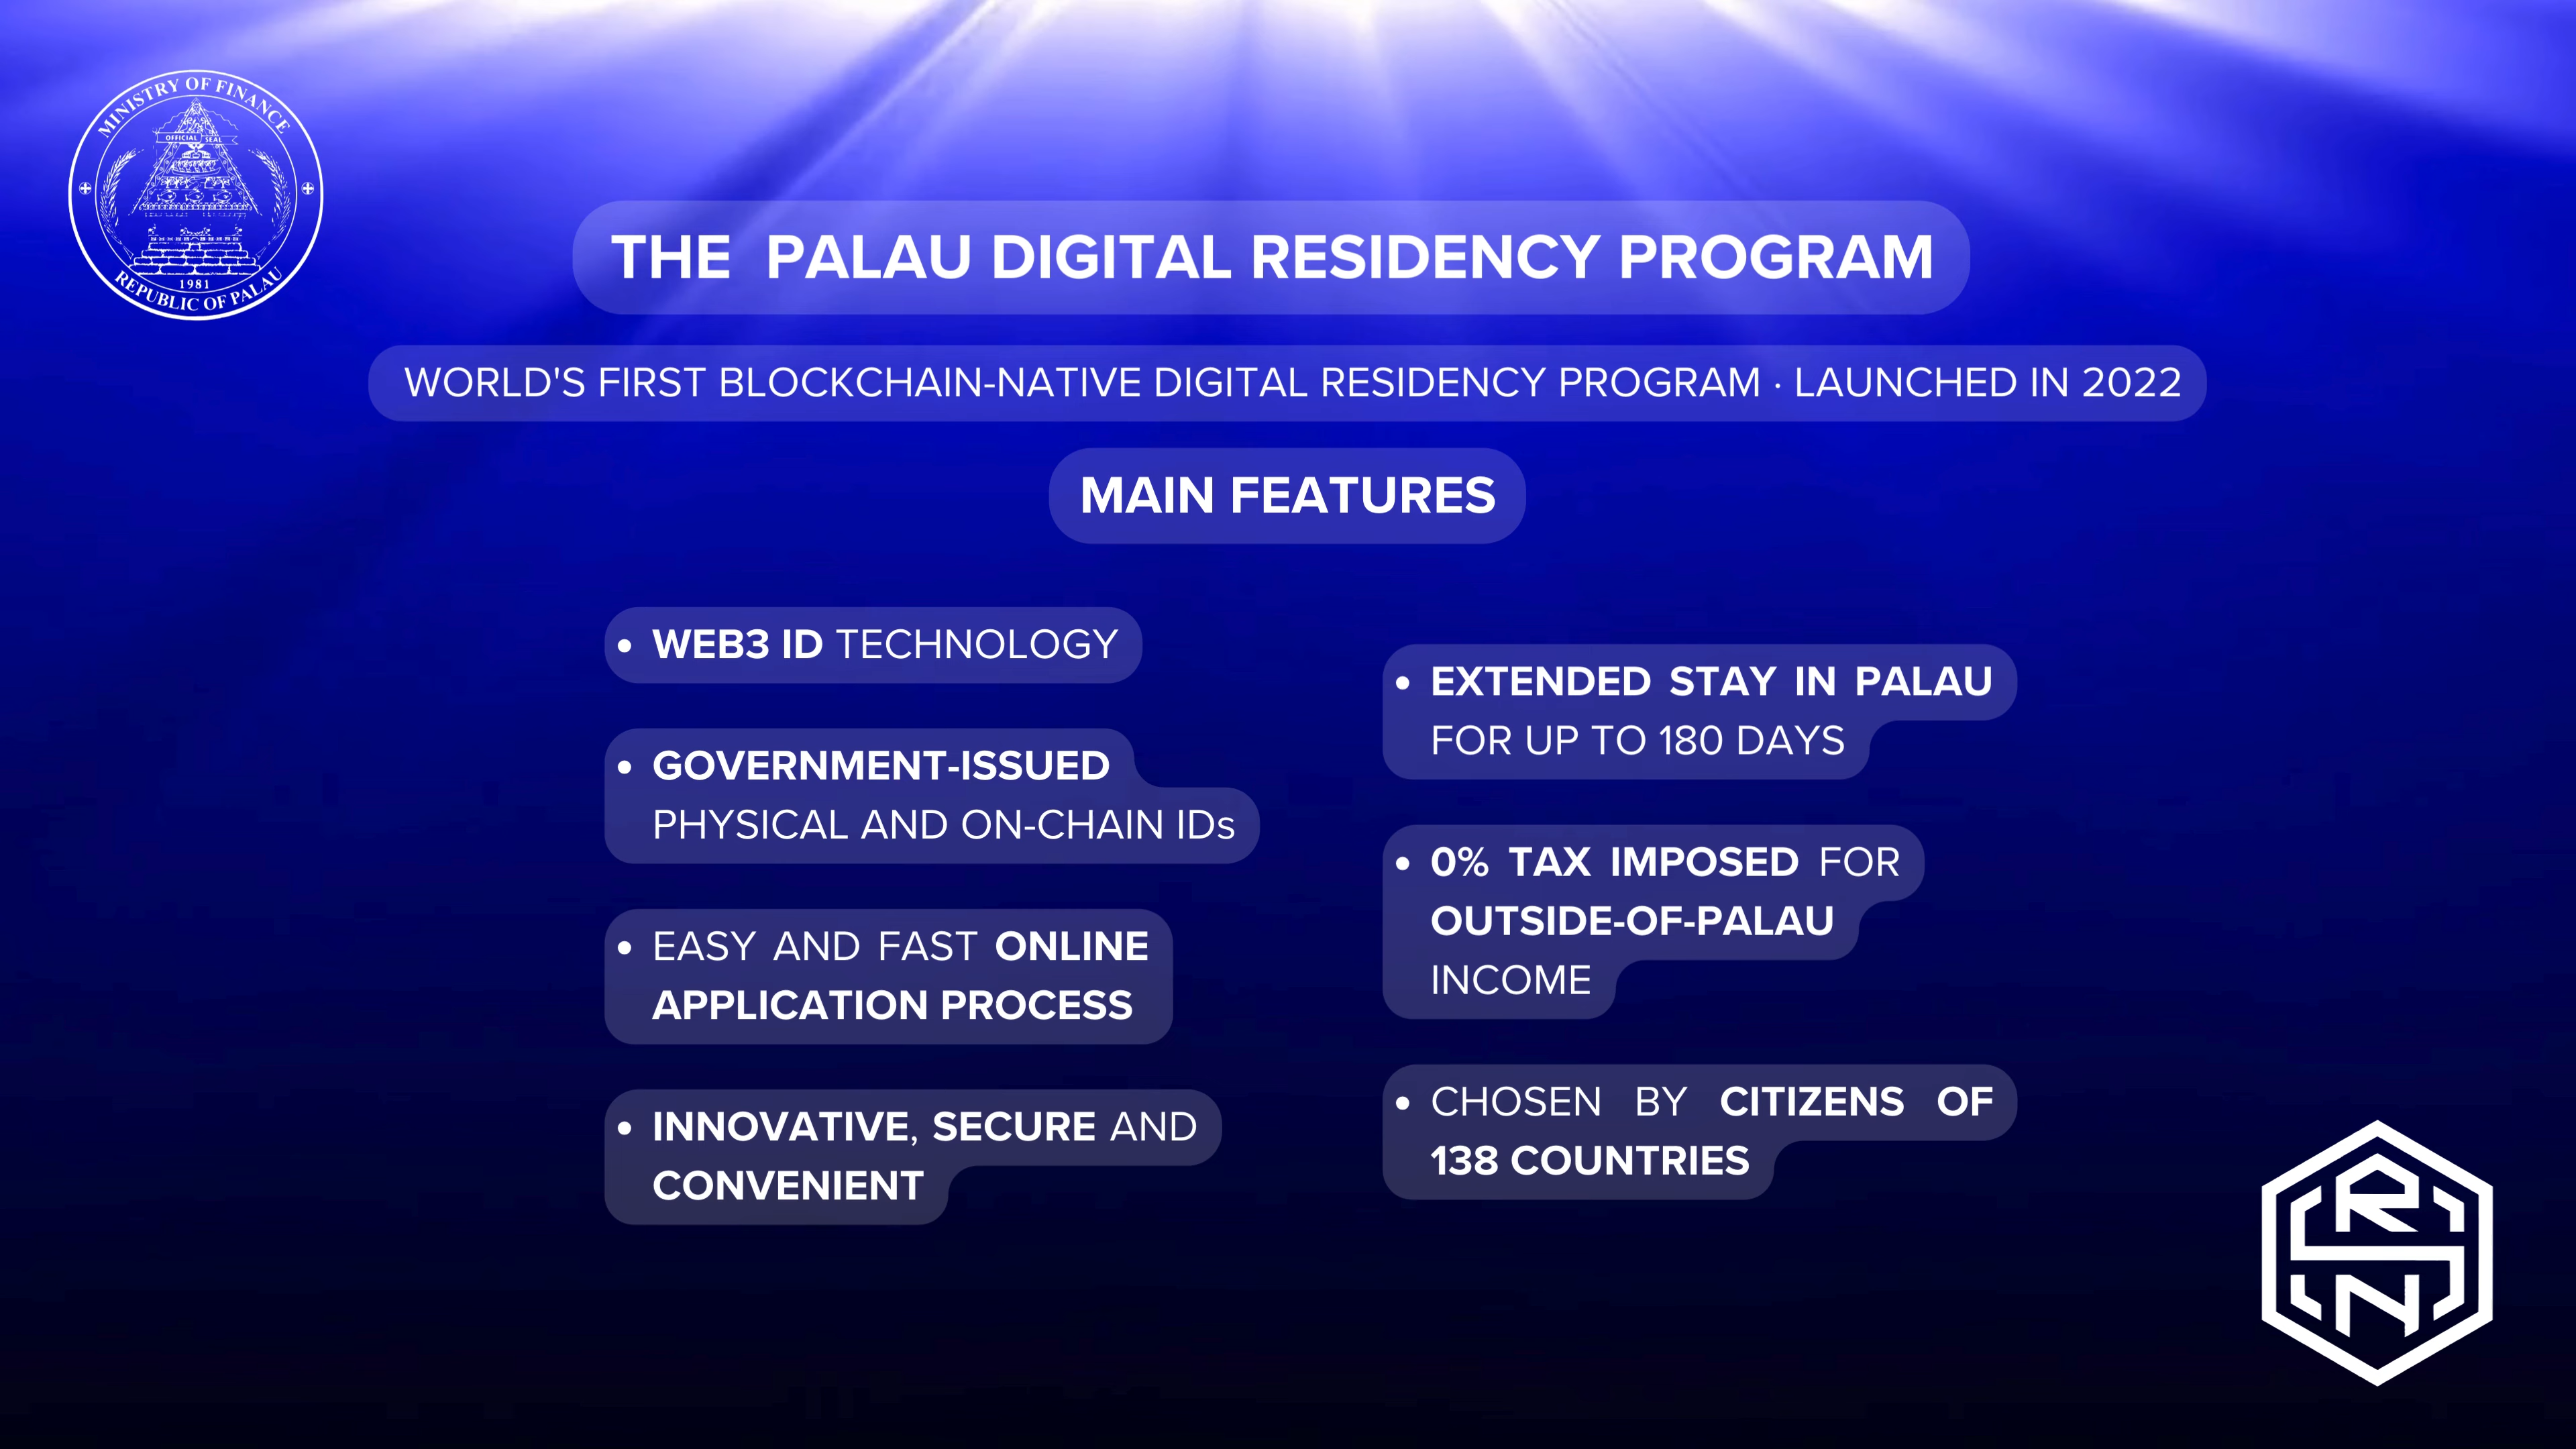 MINISTRY OF FINANCE
OFFICIAL SEAL
1981
REPUBLIC OF PALAU
THE PALAU DIGITAL RESIDENCY PROGRAM
WORLD'S FIRST BLOCKCHAIN-NATIVE DIGITAL RESIDENCY PROGRAM · LAUNCHED IN 2022
MAIN FEATURES
• WEB3 ID TECHNOLOGY
• GOVERNMENT-ISSUED
PHYSICAL AND ON-CHAIN IDs
• EASY AND FAST ONLINE
APPLICATION PROCESS
• INNOVATIVE, SECURE AND
CONVENIENT
• EXTENDED STAY IN PALAU
FOR UP TO 180 DAYS
• 0% TAX IMPOSED FOR
OUTSIDE-OF-PALAU
INCOME
• CHOSEN BY CITIZENS OF
138 COUNTRIES
RNS